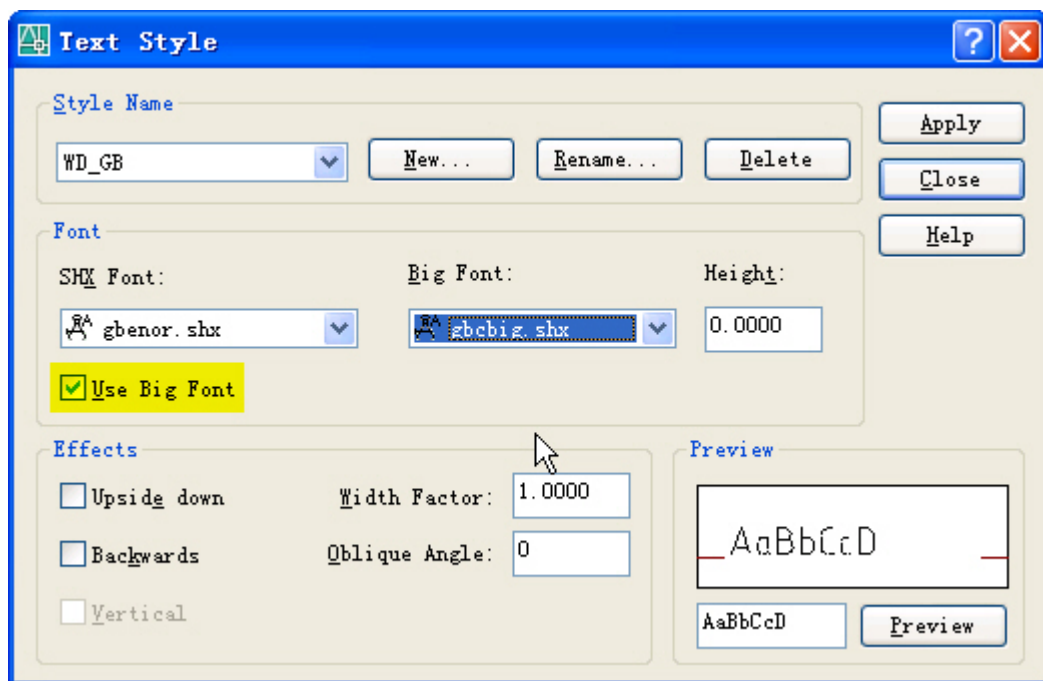 Text Style
Style Name
WD_GB
New...
Rename...
Delete
Apply
Close
Help
Font
SHX Font:
Big Font:
Height:
gbenor.shx
gbcbig.shx
0.0000
Use Big Font
Effects
Upside down
Width Factor:
1.0000
Backwards
Oblique Angle:
0
Vertical
Preview
AaBbCcD
AaBbCcD
Preview